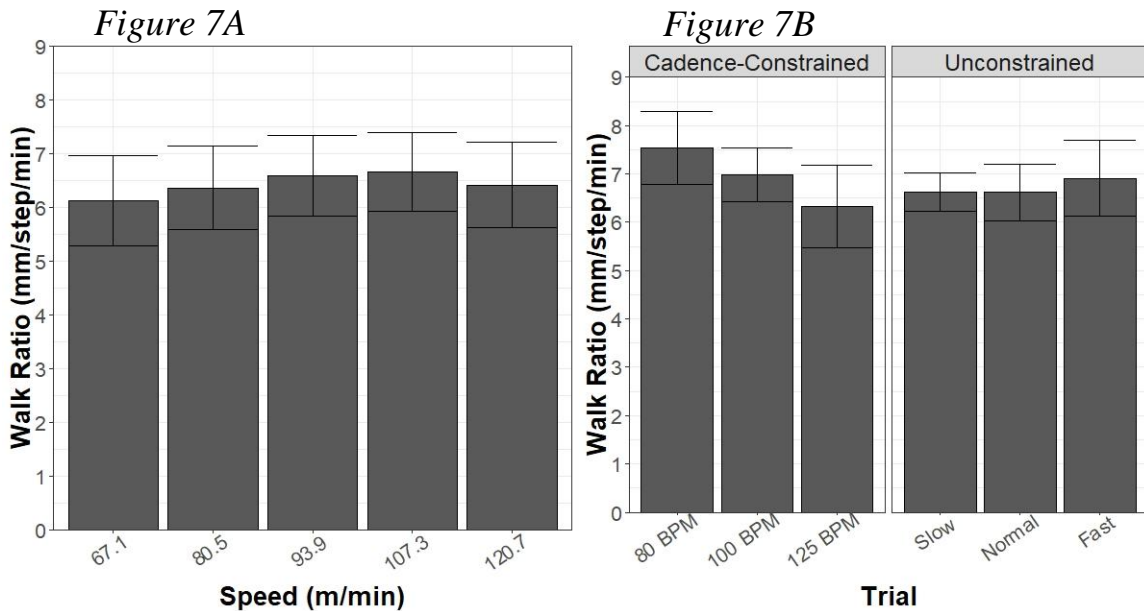 Figure 7A
Walk Ratio (mm/step/min)
9
8
7
6
5
4
3
2
1
0
67.1 80.5 93.9 107.3 120.7
Speed (m/min)
Figure 7B
Cadence-Constrained Unconstrained
Walk Ratio (mm/step/min)
9
8
7
6
5
4
3
2
1
0
80 BPM 100 BPM 125 BPM Slow Normal Fast
Trial